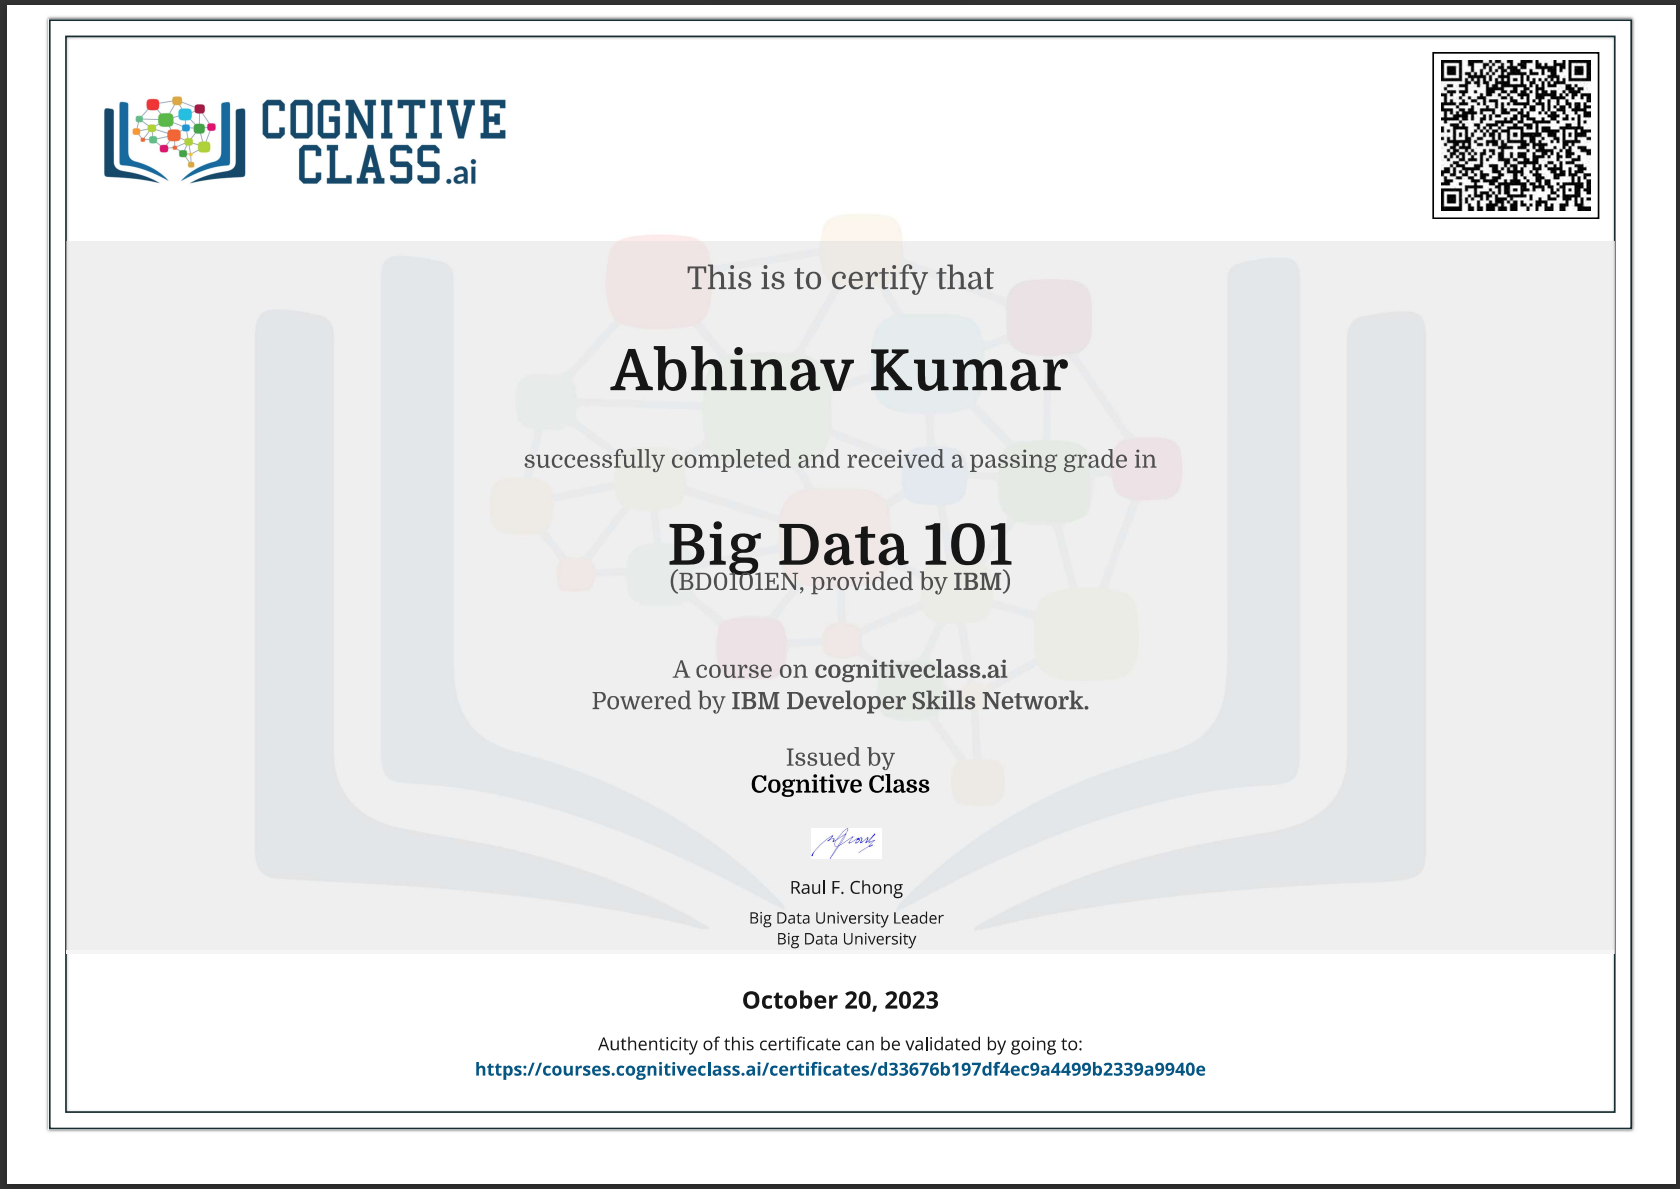 COGNITIVE
CLASS.ai
This is to certify that
Abhinav Kumar
successfully completed and received a passing grade in
Big Data 101
(BD0101EN, provided by IBM)
A course on cognitiveclass.ai
Powered by IBM Developer Skills Network.
Issued by
Cognitive Class
Raul F. Chong
Big Data University Leader
Big Data University
October 20, 2023
Authenticity of this certificate can be validated by going to:
https://courses.cognitiveclass.ai/certificates/d33676b197df4ec9a4499b2339a9940e